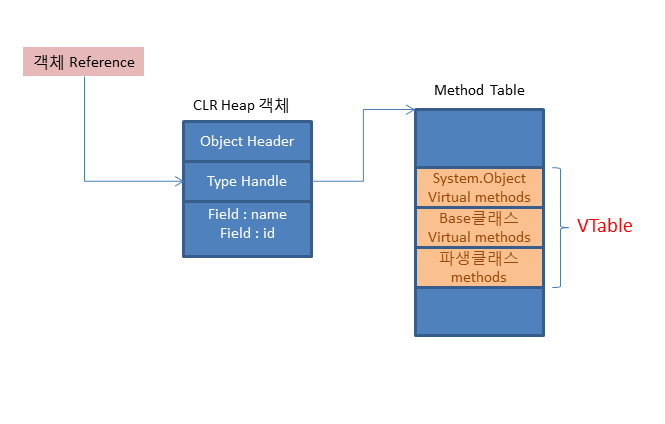 객체 Reference
CLR Heap 객체
Object Header
Type Handle
Field : name
Field : id
Method Table
System.Object
Virtual methods
Base클래스
Virtual methods
파생클래스
methods
VTable